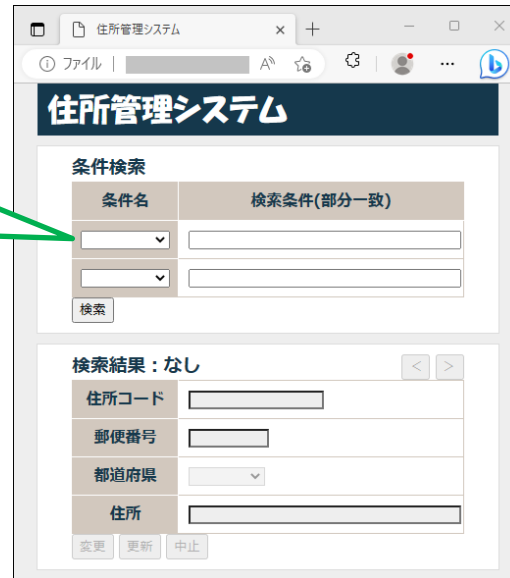 住所管理システム
ファイル
住所管理システム
条件検索
条件名 検索条件(部分一致)
検索
検索結果：なし < >
住所コード
郵便番号
都道府県
住所
変更 更新 中止